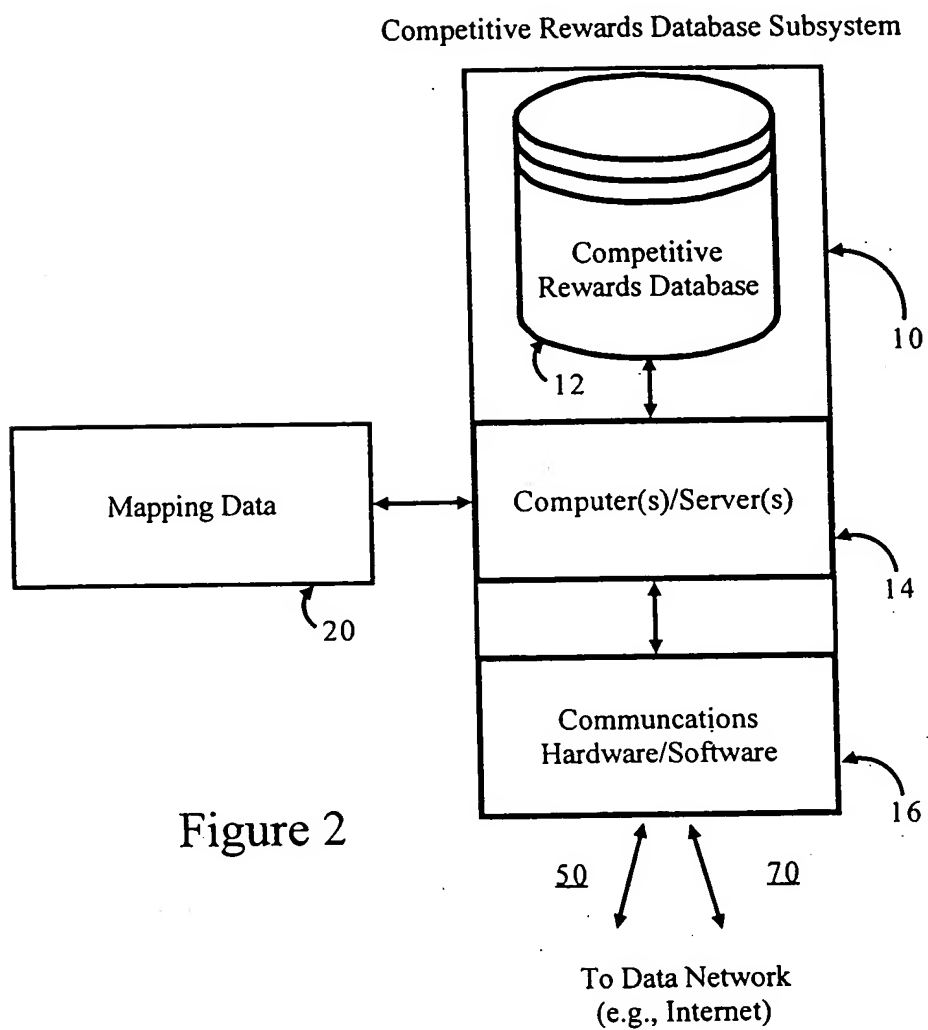 Competitive Rewards Database Subsystem
Competitive
Rewards Database
10
12
Mapping Data
Computer(s)/Server(s)
14
20
Communcations
Hardware/Software
16
Figure 2
50
70
To Data Network
(e.g., Internet)